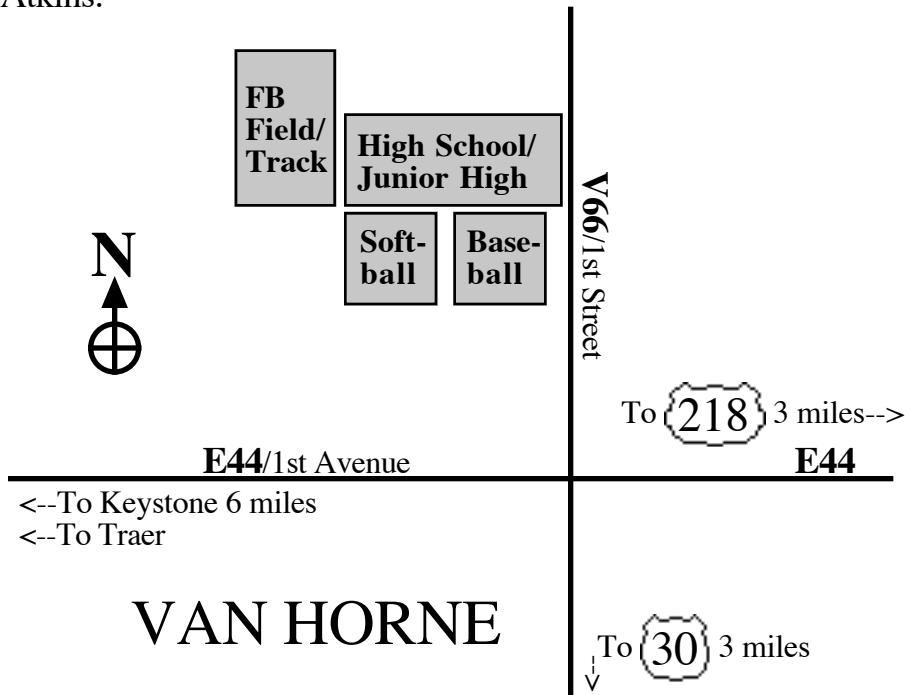 Atkins.
FB
Field/
Track
High School/
Junior High
Soft-
ball
Base-
ball
N
V66/1st Street
To 218 3 miles-->
E44/1st Avenue
E44
<--To Keystone 6 miles
<--To Traer
VAN HORNE
To 30 3 miles